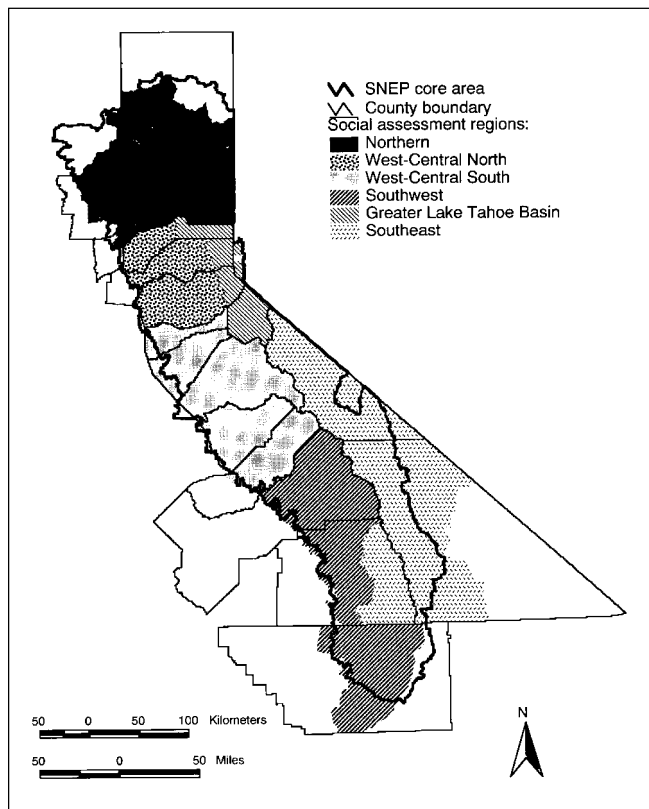 SNEP core area
County boundary
Social assessment regions:
Northern
West-Central North
West-Central South
Southwest
Greater Lake Tahoe Basin
Southeast
50 0 50 100 Kilometers
50 0 50 Miles
N